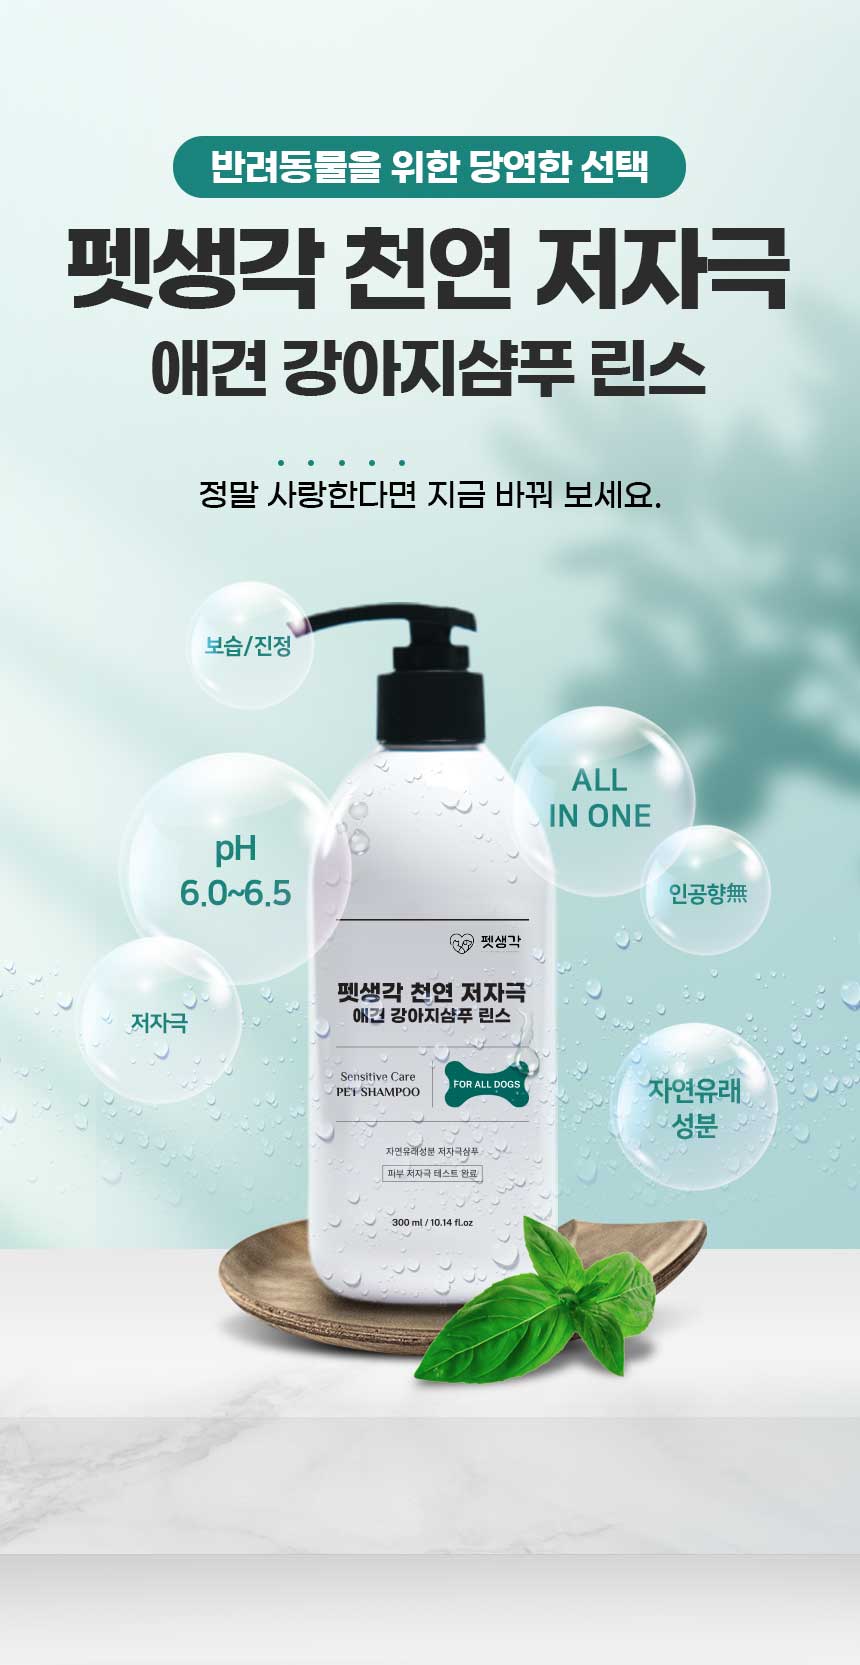 반려동물을 위한 당연한 선택
펫생각 천연 저자극
애견 강아지샴푸 린스
정말 사랑한다면 지금 바꿔 보세요.
보습/진정
ALL
IN ONE
pH
6.0~6.5
인공향無
저자극
자연유래
성분
펫생각
펫생각 천연 저자극
애견 강아지샴푸 린스
Sensitive Care
PET SHAMPOO
FOR ALL DOGS
자연유래성분 저자극샴푸
피부 저자극 테스트 완료
300 ml / 10.14 fl.oz